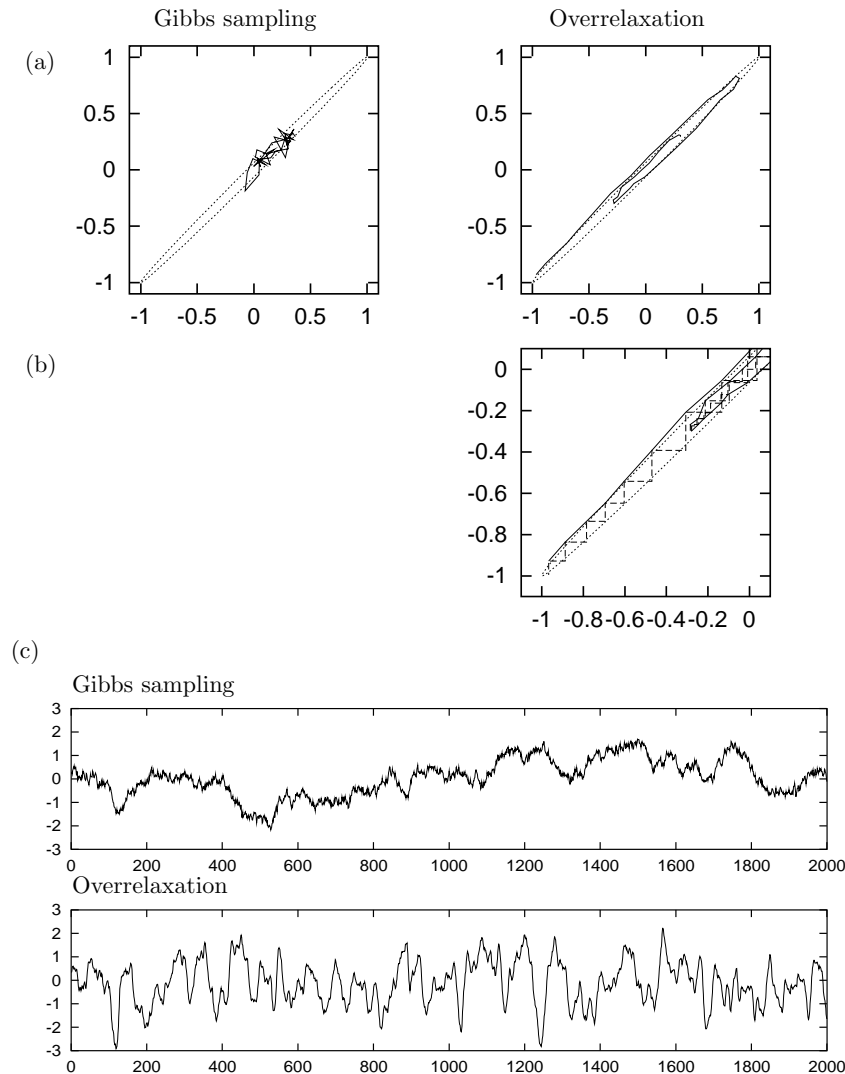 Gibbs sampling Overrelaxation
(a)
1 1
0.5 0.5
0 0
-0.5 -0.5
-1 -1
-1 -0.5 0 0.5 1 -1 -0.5 0 0.5 1
(b)
0
-0.2
-0.4
-0.6
-0.8
-1
-1 -0.8 -0.6 -0.4 -0.2 0
(c)
Gibbs sampling
3
2
1
0
-1
-2
-3
0 200 400 600 800 1000 1200 1400 1600 1800 2000
Overrelaxation
3
2
1
0
-1
-2
-3
0 200 400 600 800 1000 1200 1400 1600 1800 2000